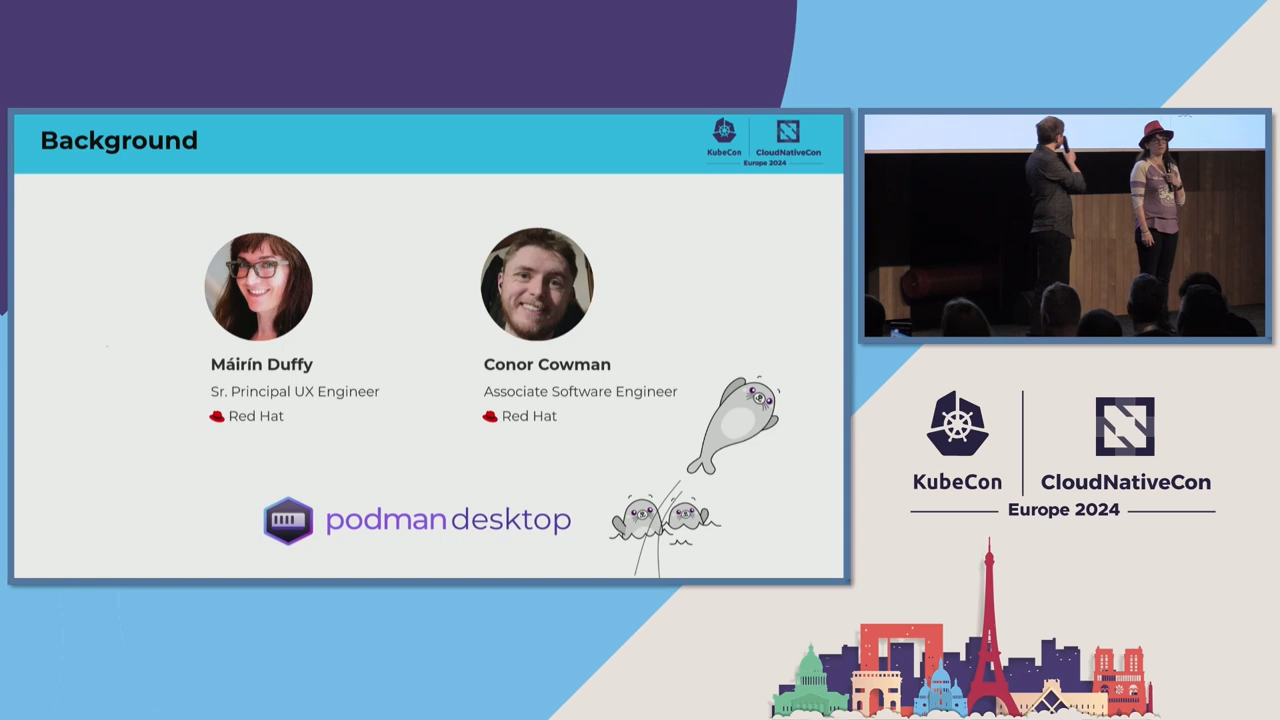 Background
KubeCon
CloudNativeCon
Europe 2024
Máirín Duffy
Sr. Principal UX Engineer
Red Hat
Conor Cowman
Associate Software Engineer
Red Hat
podman desktop
KubeCon
CloudNativeCon
Europe 2024